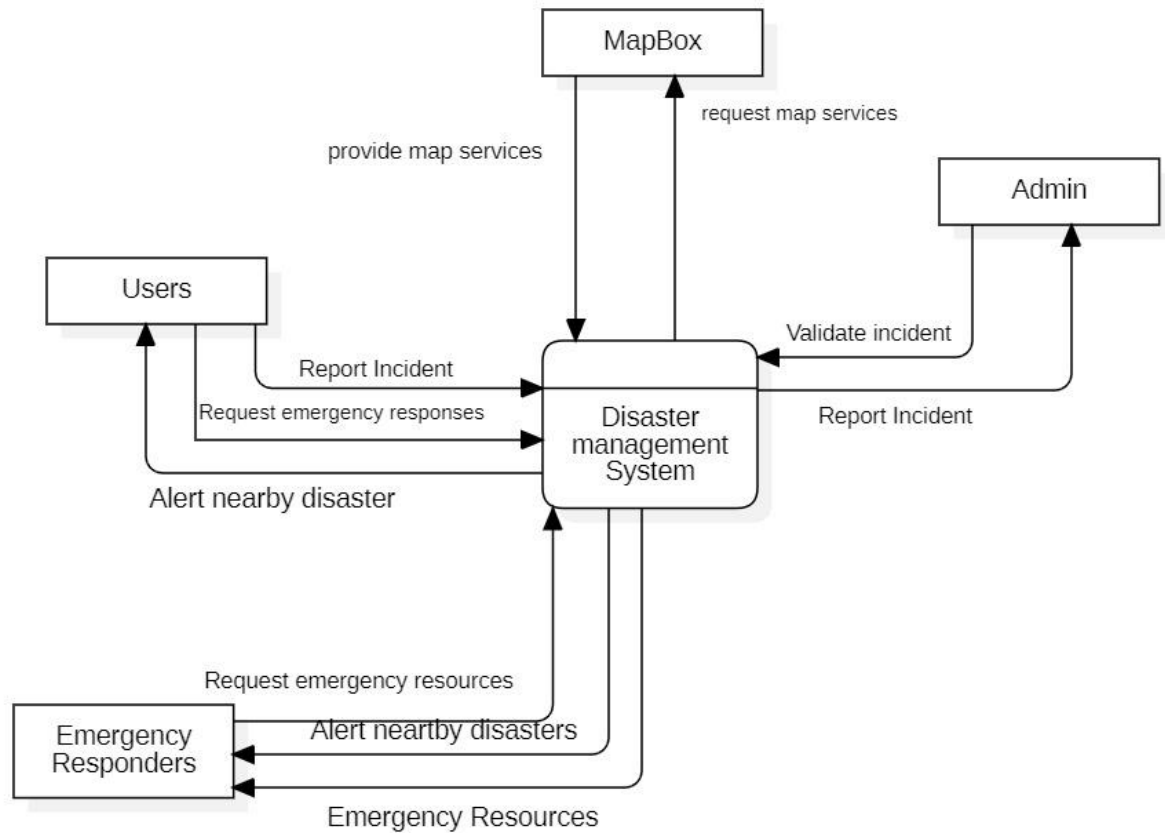 MapBox
request map services
provide map services
Admin
Users
Validate incident
Report Incident
Request emergency responses
Report Incident
Disaster
management
System
Alert nearby disaster
Request emergency resources
Emergency
Responders
Alert neartby disasters
Emergency Resources